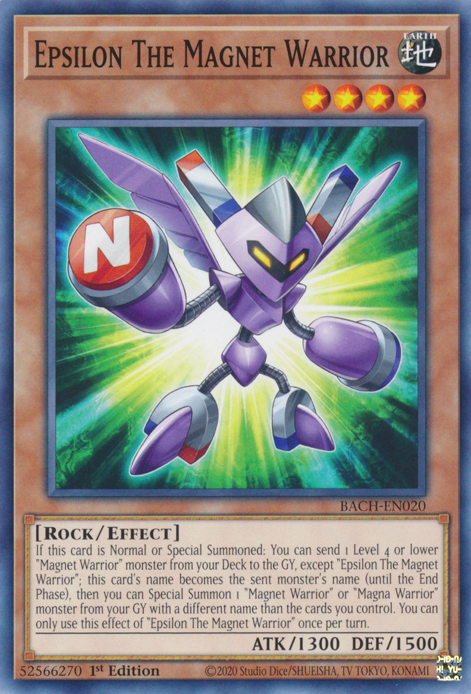 EPSILON THE MAGNET WARRIOR
EARTH
地
N
BACH-EN020
[ROCK/EFFECT]
If this card is Normal or Special Summoned: You can send 1 Level 4 or lower
"Magnet Warrior" monster from your Deck to the GY, except "Epsilon The Magnet
Warrior"; this card's name becomes the sent monster's name (until the End
Phase), then you can Special Summon 1 "Magnet Warrior" or "Magna Warrior"
monster from your GY with a different name than the cards you control. You can
only use this effect of "Epsilon The Magnet Warrior" once per turn.
ATK/1300 DEF/1500
52566270 1st Edition ©2020 Studio Dice/SHUEISHA, TV TOKYO, KONAMI